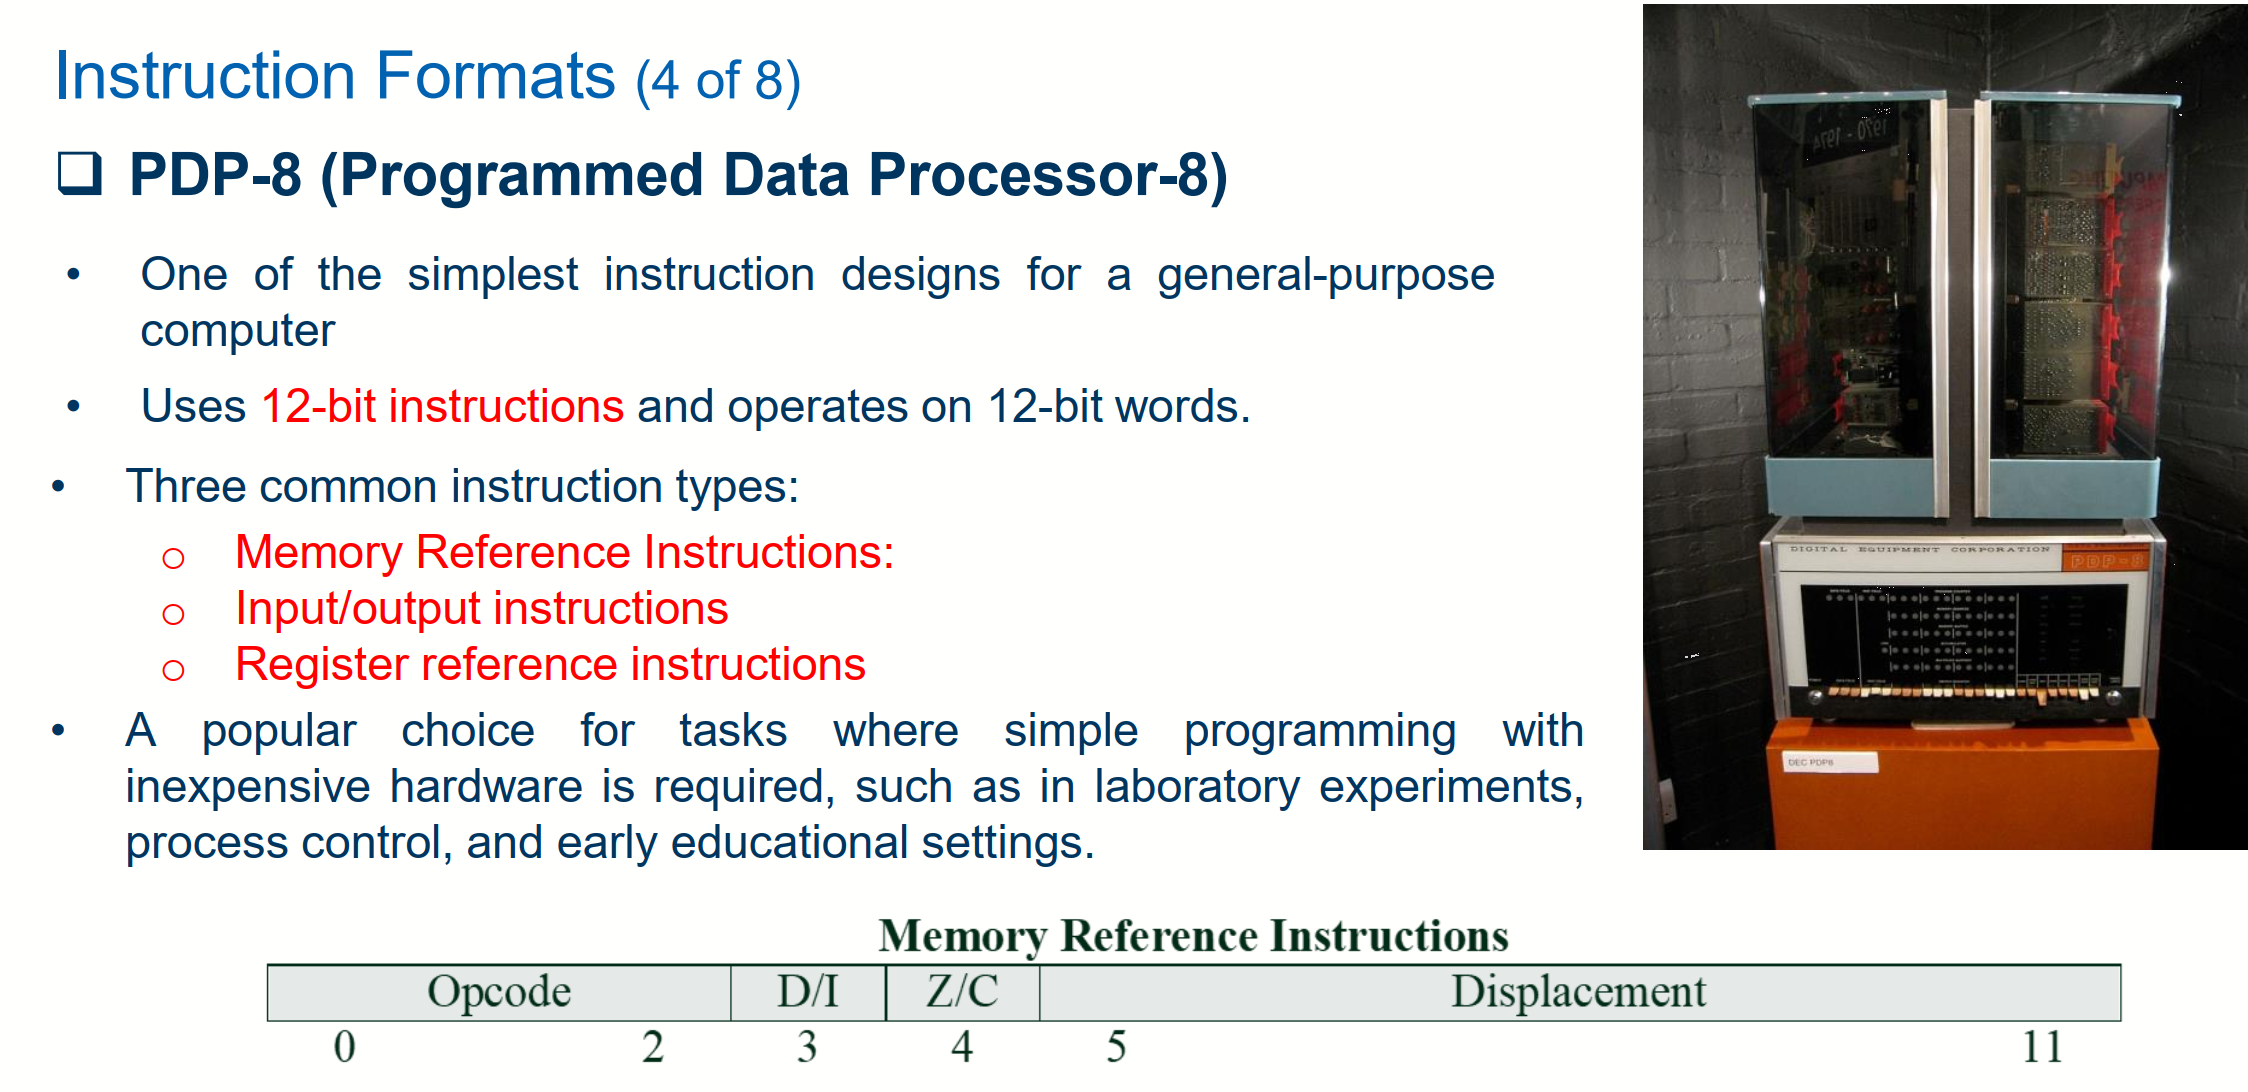 Instruction Formats (4 of 8)
❑ PDP-8 (Programmed Data Processor-8)
• One of the simplest instruction designs for a general-purpose
computer
• Uses 12-bit instructions and operates on 12-bit words.
• Three common instruction types:
o Memory Reference Instructions:
o Input/output instructions
o Register reference instructions
• A popular choice for tasks where simple programming with
inexpensive hardware is required, such as in laboratory experiments,
process control, and early educational settings.
1970 - 1974
DIGITAL EQUIPMENT CORPORATION
PDP-8
DEC PDP8
Memory Reference Instructions
Opcode D/I Z/C Displacement
0 2 3 4 5 11